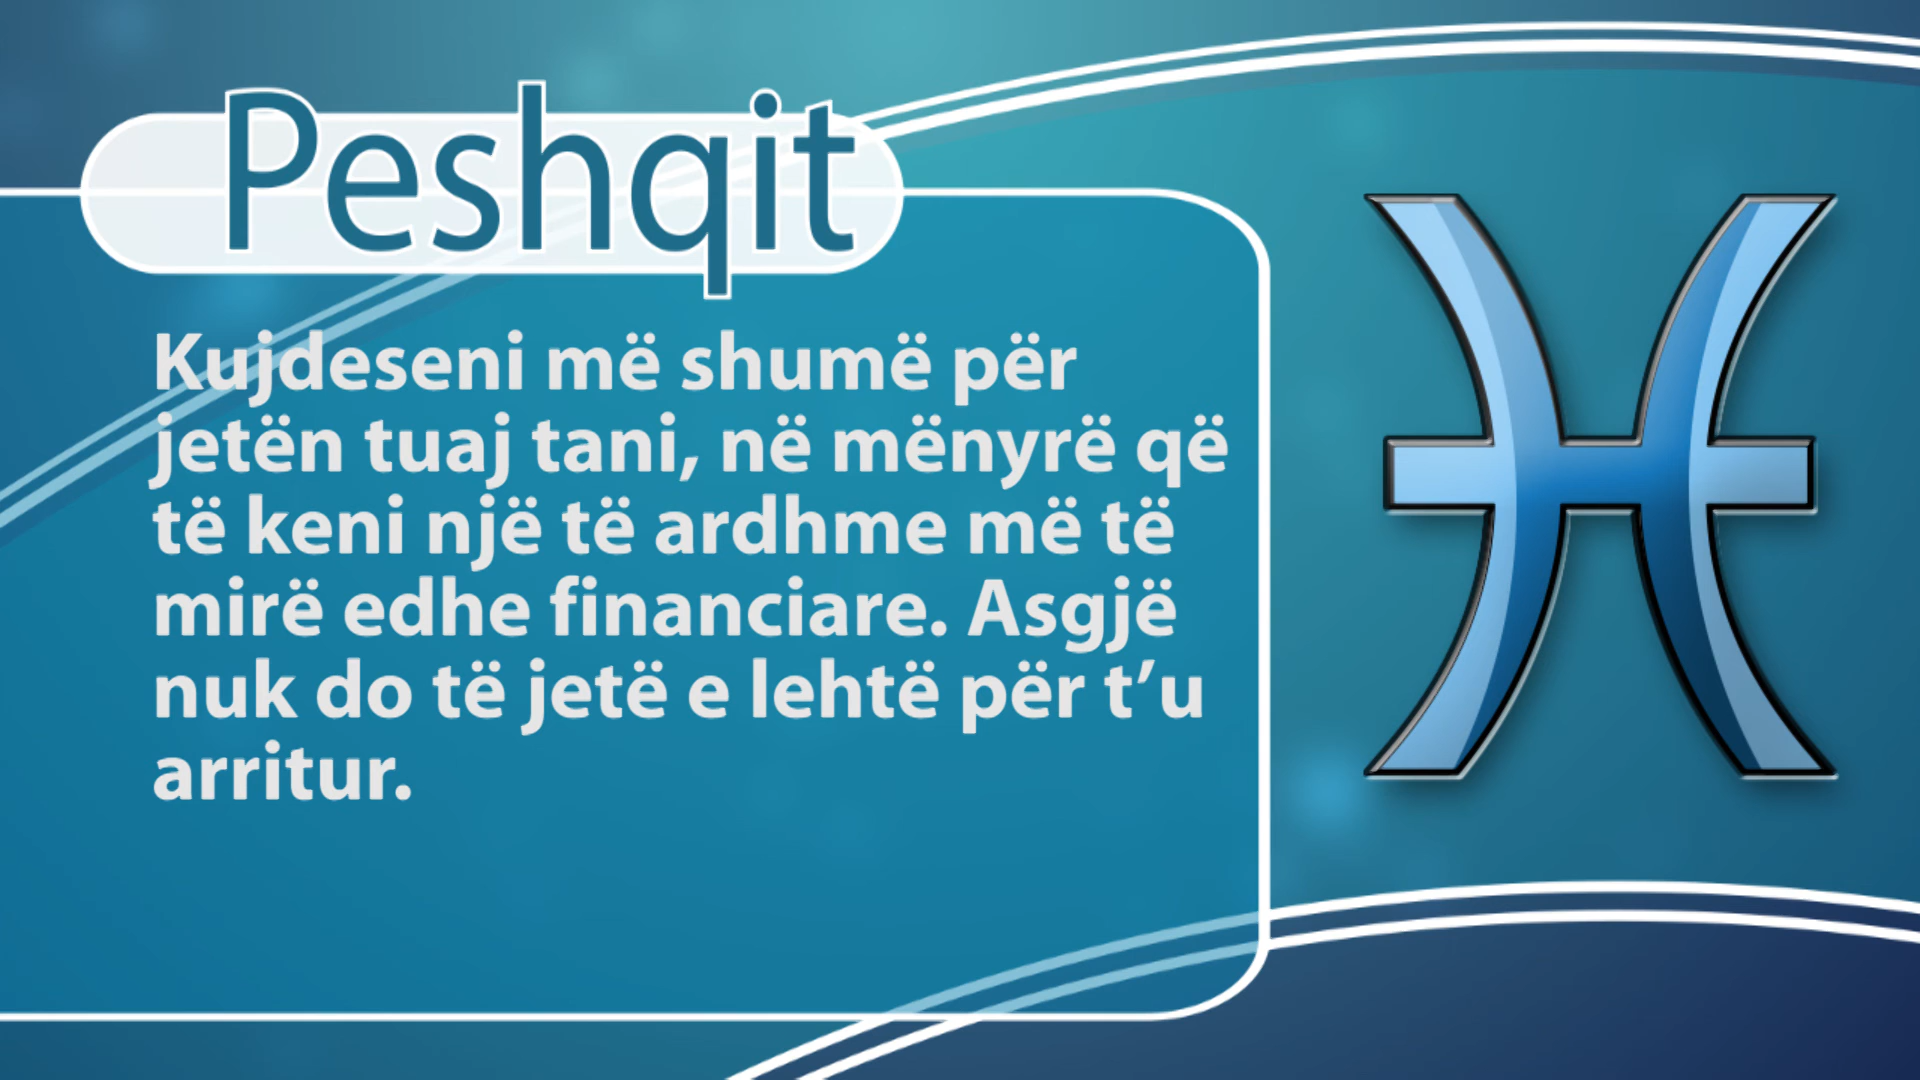 Peshqit
Kujdeseni më shumë për
jetën tuaj tani, në mënyrë që
të keni një të ardhme më të
mirë edhe financiare. Asgjë
nuk do të jetë e lehtë për t’u
arritur.